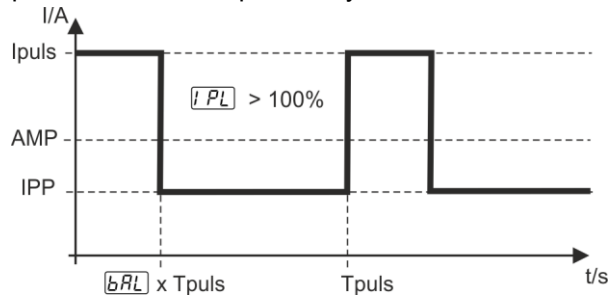 I/A
Ipuls
IPL > 100%
AMP
IPP
t/s
bAL x Tpuls
Tpuls